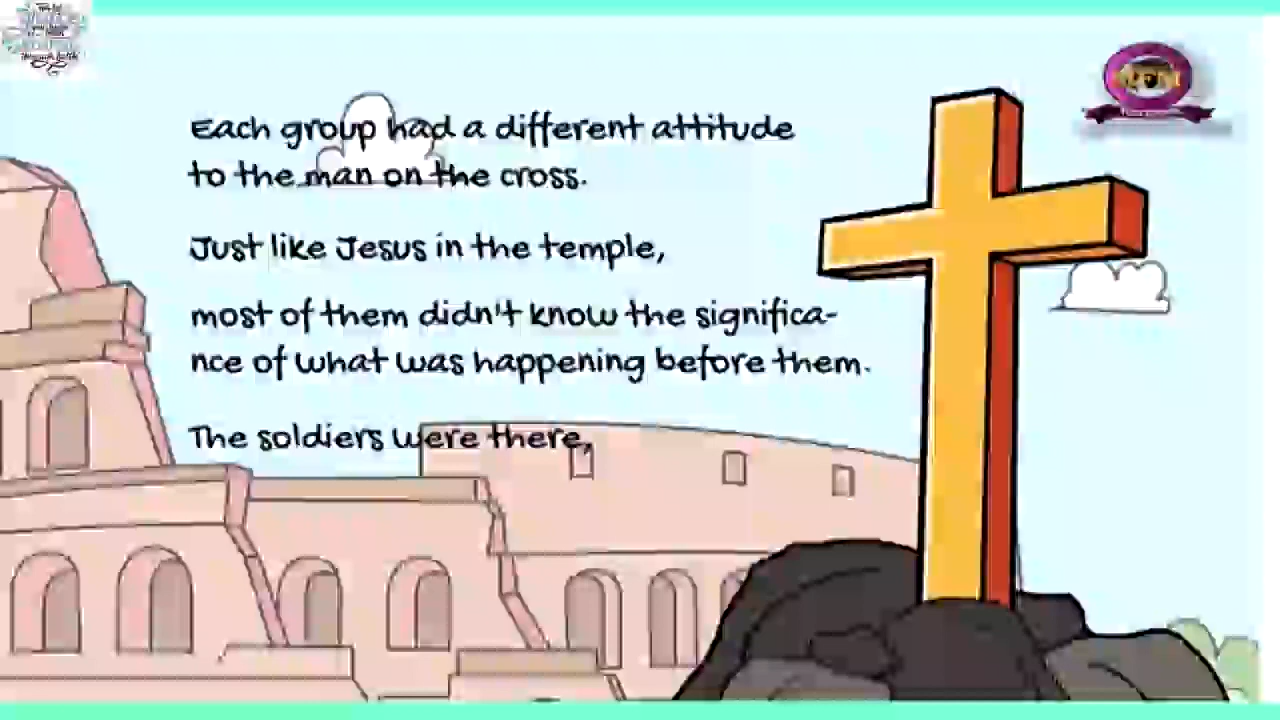 Each group had a different attitude
to the man on the cross.
Just like Jesus in the temple,
most of them didn't know the significa-
nce of what was happening before them.
The soldiers were there,